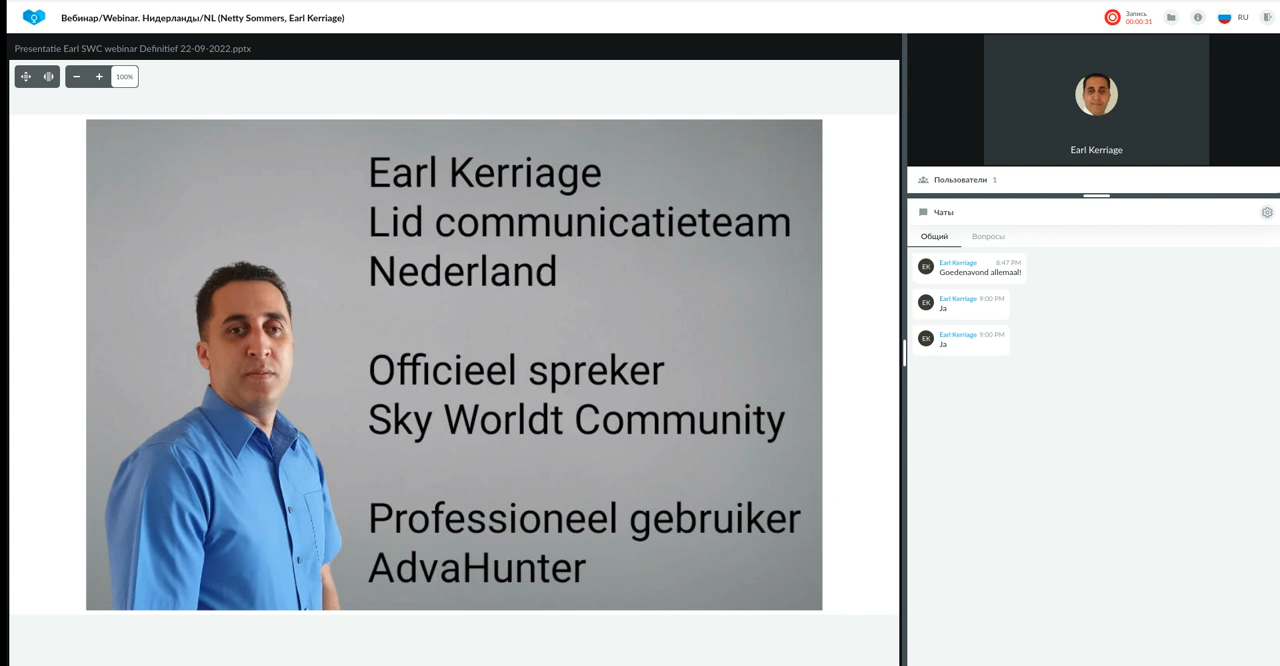 Вебинар/Webinar. Нидерланды/NL (Netty Sommers, Earl Kerriage)
Запись
00:00:31
RU
Presentatie Earl SWC webinar Definitief 22-09-2022.pptx
100%
Earl Kerriage
Lid communicatieteam
Nederland
Officieel spreker
Sky Worldt Community
Professioneel gebruiker
AdvaHunter
Earl Kerriage
Пользователи 1
Чаты
Общий Вопросы
EK Earl Kerriage 8:47 PM
Goedenavond allemaal!
EK Earl Kerriage 9:00 PM
Ja
EK Earl Kerriage 9:00 PM
Ja